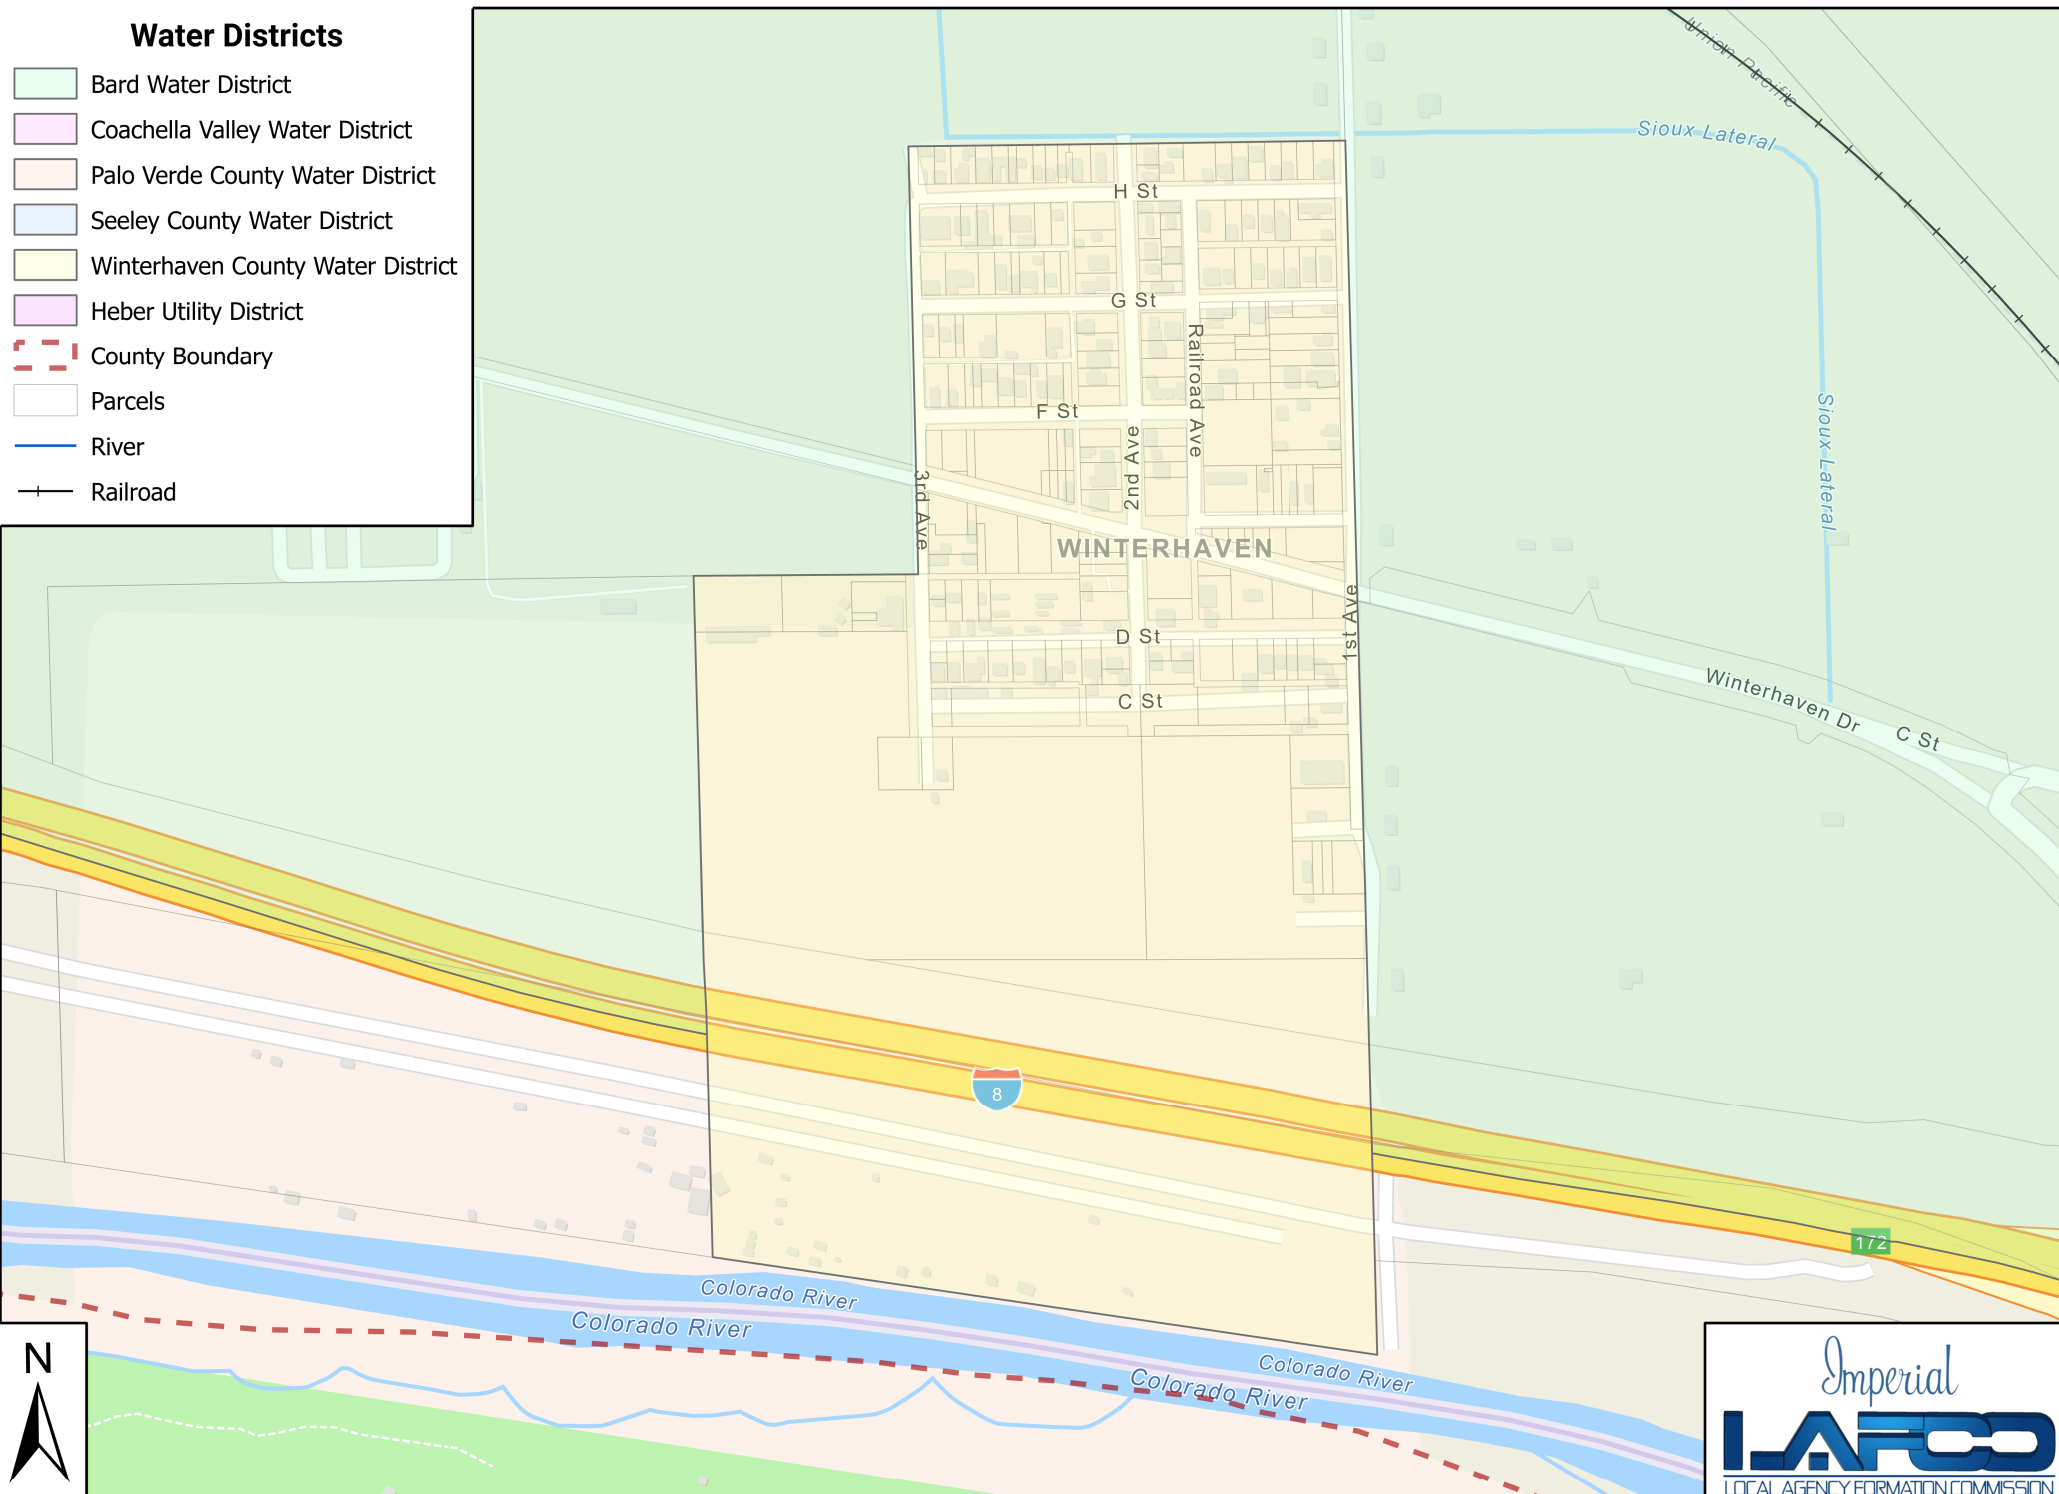 Water Districts
Bard Water District
Coachella Valley Water District
Palo Verde County Water District
Seeley County Water District
Winterhaven County Water District
Heber Utility District
County Boundary
Parcels
River
Railroad
Union Pacific
Sioux Lateral
H St
G St
Railroad Ave
F St
2nd Ave
3rd Ave
Sioux Lateral
WINTERHAVEN
1st Ave
D St
C St
Winterhaven Dr
C St
8
172
Colorado River
Colorado River
Colorado River
Colorado River
N
Imperial
LAFCO
LOCAL AGENCY FORMATION COMMISSION